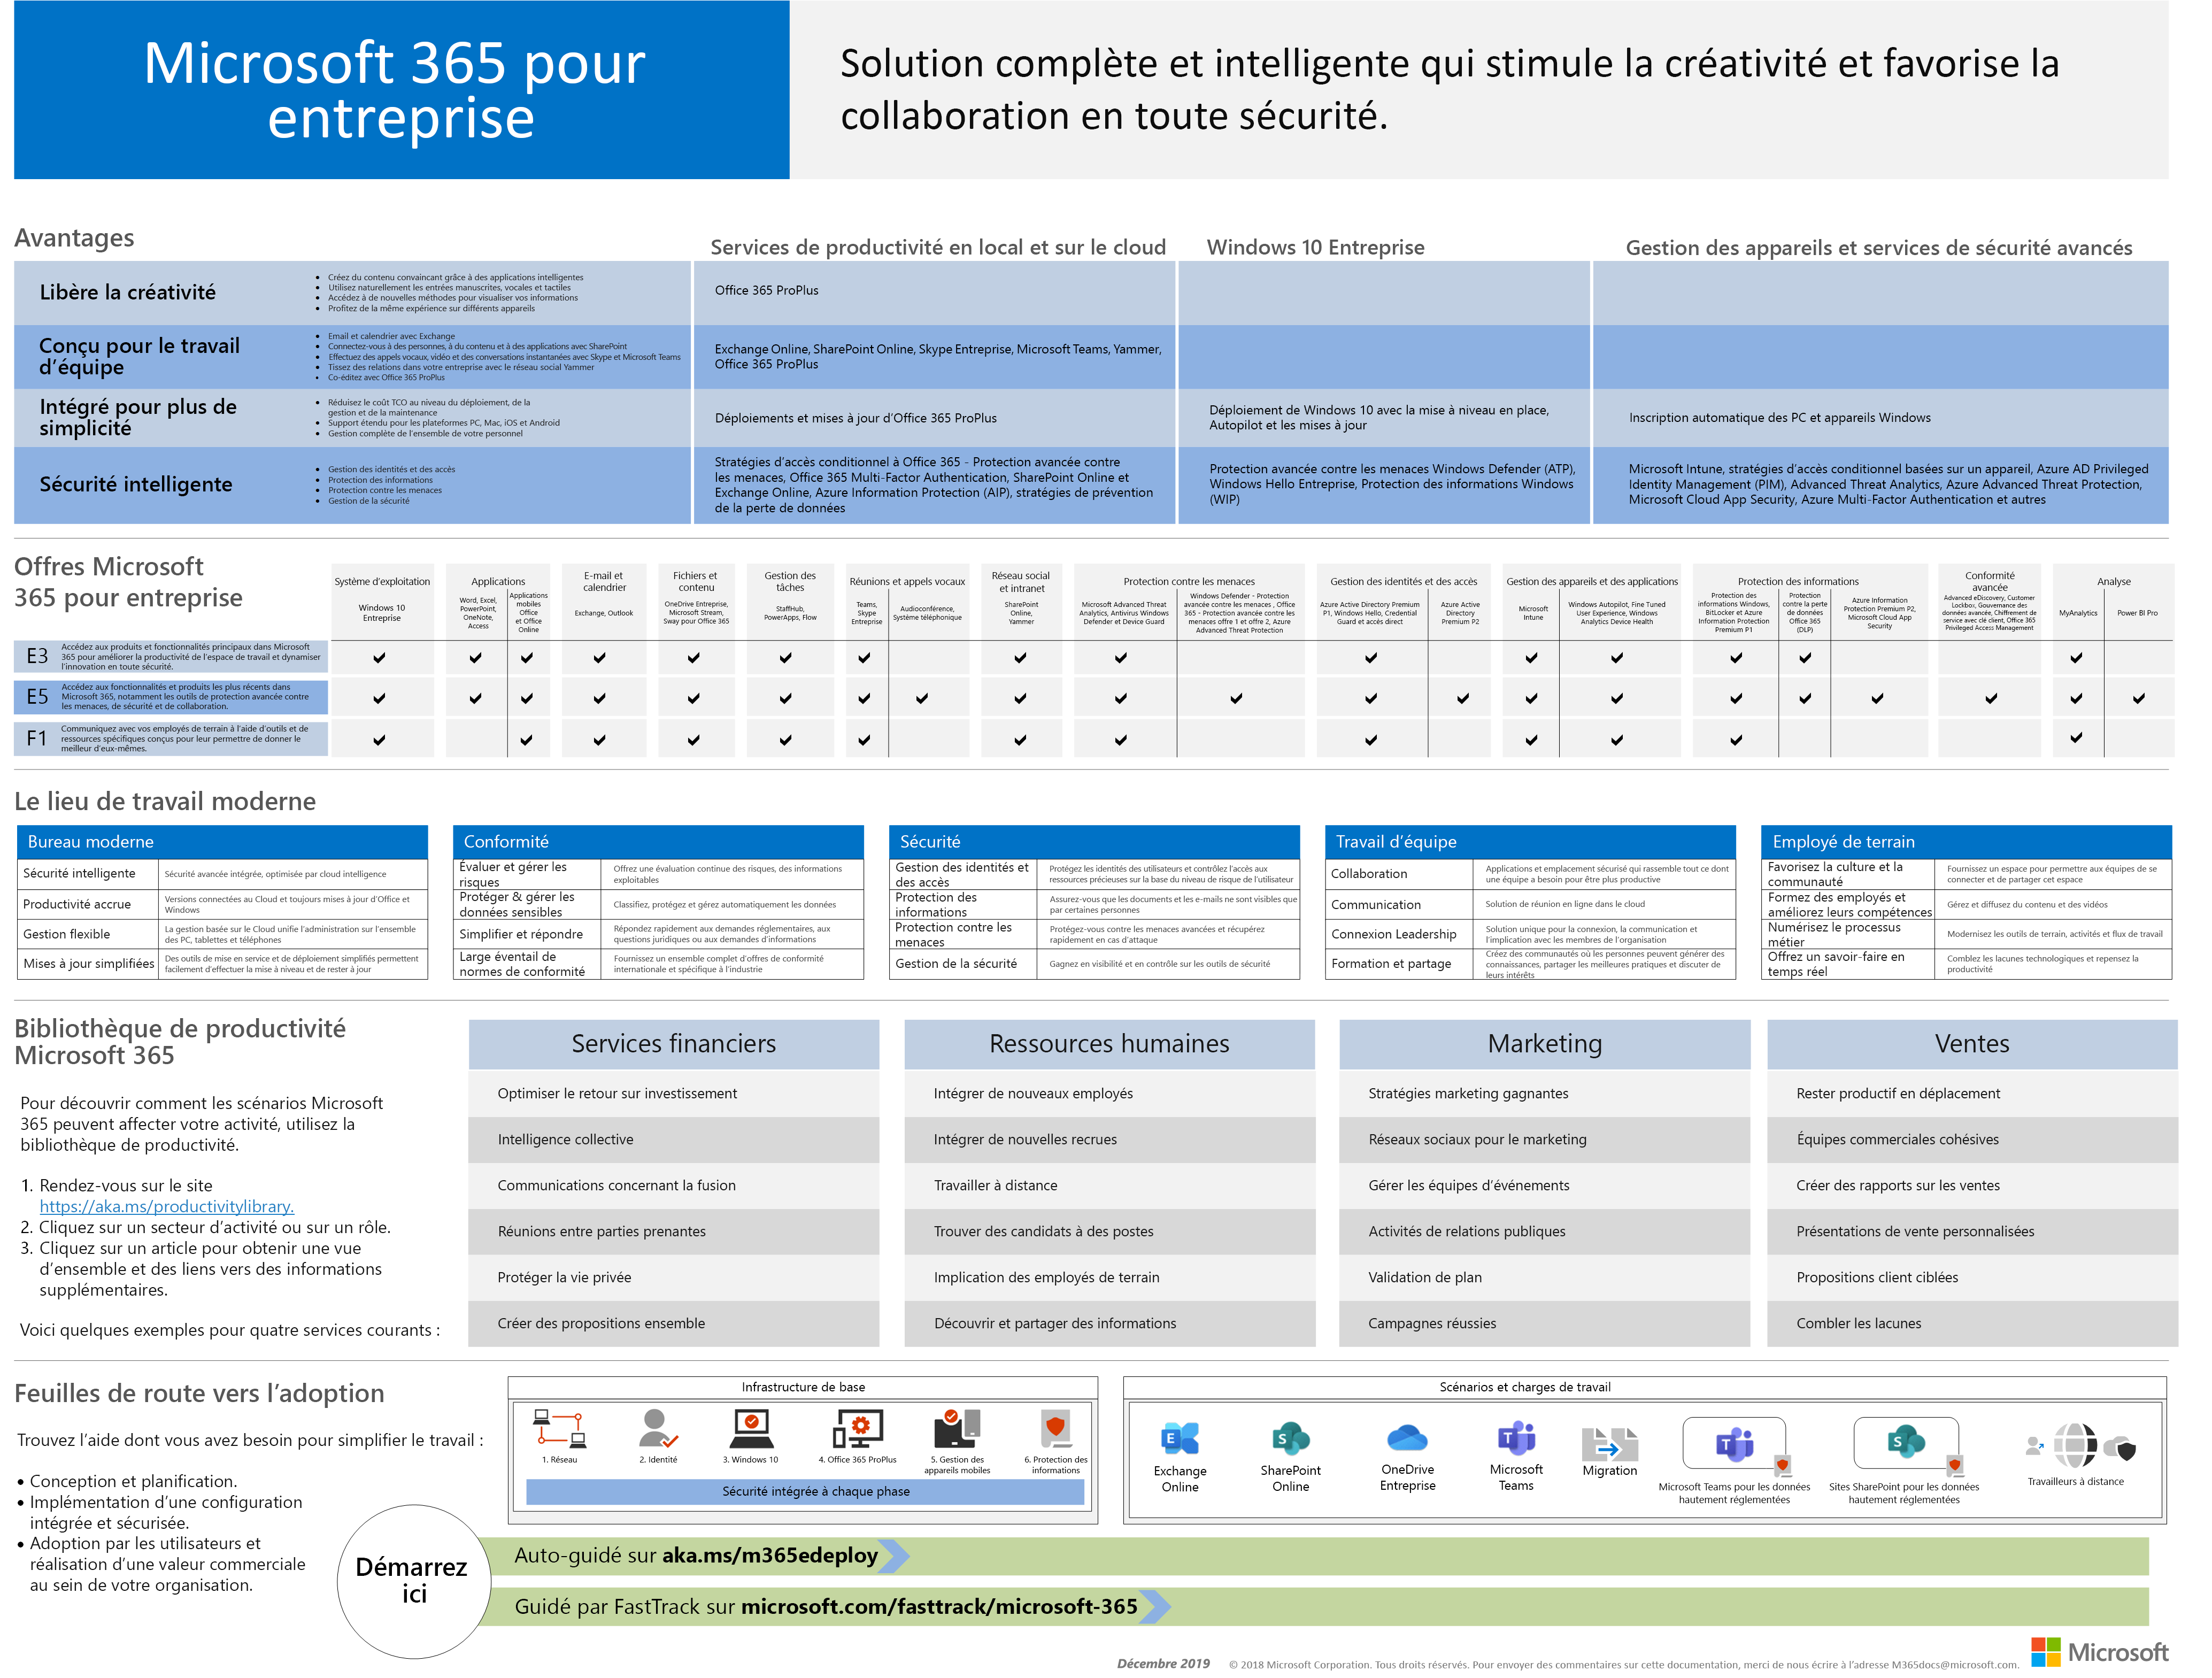 Microsoft 365 pour
entreprise
Solution complète et intelligente qui stimule la créativité et favorise la
collaboration en toute sécurité.
Avantages
Services de productivité en local et sur le cloud
Windows 10 Entreprise
Gestion des appareils et services de sécurité avancés
Libère la créativité
• Créez du contenu convaincant grâce à des applications intelligentes
• Utilisez naturellement les entrées manuscrites, vocales et tactiles
• Accédez à de nouvelles méthodes pour visualiser vos informations
• Profitez de la même expérience sur différents appareils
Office 365 ProPlus
Conçu pour le travail
d’équipe
• Email et calendrier avec Exchange
• Connectez-vous à des personnes, à du contenu et à des applications avec SharePoint
• Effectuez des appels vocaux, vidéo et des conversations instantanées avec Skype et Microsoft Teams
• Tissez des relations dans votre entreprise avec le réseau social Yammer
• Co-éditez avec Office 365 ProPlus
Exchange Online, SharePoint Online, Skype Entreprise, Microsoft Teams, Yammer,
Office 365 ProPlus
Intégré pour plus de
simplicité
• Réduisez le coût TCO au niveau du déploiement, de la
gestion et de la maintenance
• Support étendu pour les plateformes PC, Mac, iOS et Android
• Gestion complète de l’ensemble de votre personnel
Déploiements et mises à jour d’Office 365 ProPlus
Déploiement de Windows 10 avec la mise à niveau en place,
Autopilot et les mises à jour
Inscription automatique des PC et appareils Windows
Sécurité intelligente
• Gestion des identités et des accès
• Protection des informations
• Protection contre les menaces
• Gestion de la sécurité
Stratégies d’accès conditionnel à Office 365 - Protection avancée contre
les menaces, Office 365 Multi-Factor Authentication, SharePoint Online et
Exchange Online, Azure Information Protection (AIP), stratégies de prévention
de la perte de données
Protection avancée contre les menaces Windows Defender (ATP),
Windows Hello Entreprise, Protection des informations Windows
(WIP)
Microsoft Intune, stratégies d’accès conditionnel basées sur un appareil, Azure AD Privileged
Identity Management (PIM), Advanced Threat Analytics, Azure Advanced Threat Protection,
Microsoft Cloud App Security, Azure Multi-Factor Authentication et autres
Offres Microsoft
365 pour entreprise
Système d’exploitation
Windows 10
Entreprise
Applications
Word, Excel,
PowerPoint,
OneNote,
Access
Applications
mobiles
Office
et Office
Online
E-mail et
calendrier
Exchange, Outlook
Fichiers et
contenu
OneDrive Entreprise,
Microsoft Stream,
Sway pour Office 365
Gestion des
tâches
StaffHub,
PowerApps, Flow
Réunions et appels vocaux
Teams,
Skype
Entreprise
Audioconférence,
Système téléphonique
Réseau social
et intranet
SharePoint
Online,
Yammer
Protection contre les menaces
Microsoft Advanced Threat
Analytics, Antivirus Windows
Defender et Device Guard
Windows Defender - Protection
avancée contre les menaces , Office
365 - Protection avancée contre les
menaces offre 1 et offre 2, Azure
Advanced Threat Protection
Gestion des identités et des accès
Azure Active Directory Premium
P1, Windows Hello, Credential
Guard et accès direct
Azure Active
Directory
Premium P2
Gestion des appareils et des applications
Microsoft
Intune
Windows Autopilot, Fine Tuned
User Experience, Windows
Analytics Device Health
Protection des informations
Protection des
informations Windows,
BitLocker et Azure
Information Protection
Premium P1
Protection
contre la perte
de données
Office 365
(DLP)
Azure Information
Protection Premium P2,
Microsoft Cloud App
Security
Conformité
avancée
Advanced eDiscovery, Customer
Lockbox, Gouvernance des
données avancée, Chiffrement de
service avec clé client, Office 365
Privileged Access Management
Analyse
MyAnalytics
Power BI Pro
E3
Accédez aux produits et fonctionnalités principaux dans Microsoft
365 pour améliorer la productivité de l’espace de travail et dynamiser
l’innovation en toute sécurité.
E5
Accédez aux fonctionnalités et produits les plus récents dans
Microsoft 365, notamment les outils de protection avancée contre
les menaces, de sécurité et de collaboration.
F1
Communiquez avec vos employés de terrain à l’aide d’outils et de
ressources spécifiques conçus pour leur permettre de donner le
meilleur d’eux-mêmes.
Le lieu de travail moderne
Bureau moderne
Sécurité intelligente
Sécurité avancée intégrée, optimisée par cloud intelligence
Productivité accrue
Versions connectées au Cloud et toujours mises à jour d’Office et
Windows
Gestion flexible
La gestion basée sur le Cloud unifie l’administration sur l’ensemble
des PC, tablettes et téléphones
Mises à jour simplifiées
Des outils de mise en service et de déploiement simplifiés permettent
facilement d’effectuer la mise à niveau et de rester à jour
Conformité
Évaluer et gérer les
risques
Offrez une évaluation continue des risques, des informations
exploitables
Protéger & gérer les
données sensibles
Classifiez, protégez et gérez automatiquement les données
Simplifier et répondre
Répondez rapidement aux demandes réglementaires, aux
questions juridiques ou aux demandes d’informations
Large éventail de
normes de conformité
Fournissez un ensemble complet d’offres de conformité
internationale et spécifique à l’industrie
Sécurité
Gestion des identités et
des accès
Protégez les identités des utilisateurs et contrôlez l’accès aux
ressources précieuses sur la base du niveau de risque de l’utilisateur
Protection des
informations
Assurez-vous que les documents et les e-mails ne sont visibles que
par certaines personnes
Protection contre les
menaces
Protégez-vous contre les menaces avancées et récupérez
rapidement en cas d’attaque
Gestion de la sécurité
Gagnez en visibilité et en contrôle sur les outils de sécurité
Travail d’équipe
Collaboration
Applications et emplacement sécurisé qui rassemble tout ce dont
une équipe a besoin pour être plus productive
Communication
Solution de réunion en ligne dans le cloud
Connexion Leadership
Solution unique pour la connexion, la communication et
l’implication avec les membres de l’organisation
Formation et partage
Créez des communautés où les personnes peuvent générer des
connaissances, partager les meilleures pratiques et discuter de
leurs intérêts
Employé de terrain
Favorisez la culture et la
communauté
Fournissez un espace pour permettre aux équipes de se
connecter et de partager cet espace
Formez des employés et
améliorez leurs compétences
Gérez et diffusez du contenu et des vidéos
Numérisez le processus
métier
Modernisez les outils de terrain, activités et flux de travail
Offrez un savoir-faire en
temps réel
Comblez les lacunes technologiques et repensez la
productivité
Bibliothèque de productivité
Microsoft 365
Pour découvrir comment les scénarios Microsoft
365 peuvent affecter votre activité, utilisez la
bibliothèque de productivité.
1. Rendez-vous sur le site
https://aka.ms/productivitylibrary.
2. Cliquez sur un secteur d’activité ou sur un rôle.
3. Cliquez sur un article pour obtenir une vue
d’ensemble et des liens vers des informations
supplémentaires.
Voici quelques exemples pour quatre services courants :
Services financiers
Optimiser le retour sur investissement
Intelligence collective
Communications concernant la fusion
Réunions entre parties prenantes
Protéger la vie privée
Créer des propositions ensemble
Ressources humaines
Intégrer de nouveaux employés
Intégrer de nouvelles recrues
Travailler à distance
Trouver des candidats à des postes
Implication des employés de terrain
Découvrir et partager des informations
Marketing
Stratégies marketing gagnantes
Réseaux sociaux pour le marketing
Gérer les équipes d’événements
Activités de relations publiques
Validation de plan
Campagnes réussies
Ventes
Rester productif en déplacement
Équipes commerciales cohésives
Créer des rapports sur les ventes
Présentations de vente personnalisées
Propositions client ciblées
Combler les lacunes
Feuilles de route vers l’adoption
Trouvez l’aide dont vous avez besoin pour simplifier le travail :
• Conception et planification.
• Implémentation d’une configuration
intégrée et sécurisée.
• Adoption par les utilisateurs et
réalisation d’une valeur commerciale
au sein de votre organisation.
Infrastructure de base
1. Réseau
2. Identité
3. Windows 10
4. Office 365 ProPlus
5. Gestion des
appareils mobiles
6. Protection des
informations
Sécurité intégrée à chaque phase
Scénarios et charges de travail
Exchange
Online
SharePoint
Online
OneDrive
Entreprise
Microsoft
Teams
Migration
Microsoft Teams pour les données
hautement réglementées
Sites SharePoint pour les données
hautement réglementées
Travailleurs à distance
Démarrez
ici
Auto-guidé sur aka.ms/m365edeploy
Guidé par FastTrack sur microsoft.com/fasttrack/microsoft-365
Décembre 2019
© 2018 Microsoft Corporation. Tous droits réservés. Pour envoyer des commentaires sur cette documentation, merci de nous écrire à l’adresse M365docs@microsoft.com.
Microsoft